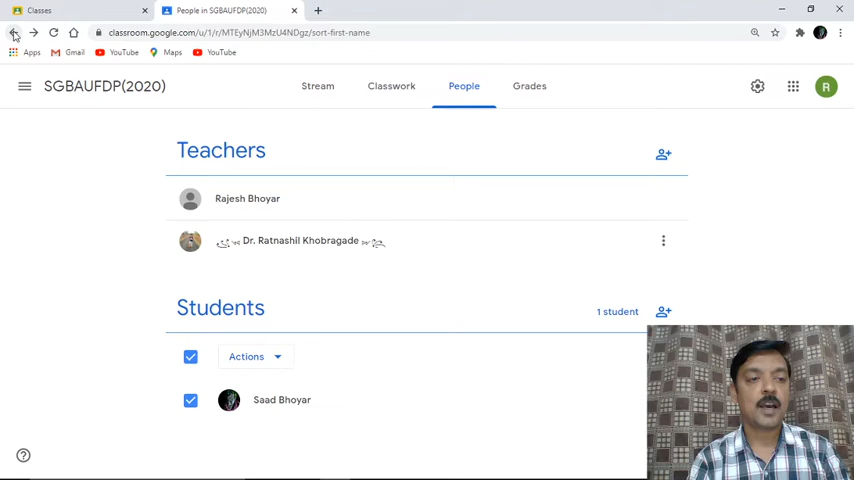 Classes
People in SGBAUFDP(2020)
classroom.google.com/u/1/r/MTEyNjM3MzU4NDgz/sort-first-name
Apps Gmail YouTube Maps YouTube
SGBAUFDP(2020) Stream Classwork People Grades R
Teachers
Rajesh Bhoyar
Dr. Ratnashil Khobragade
Students 1 student
Actions
Saad Bhoyar